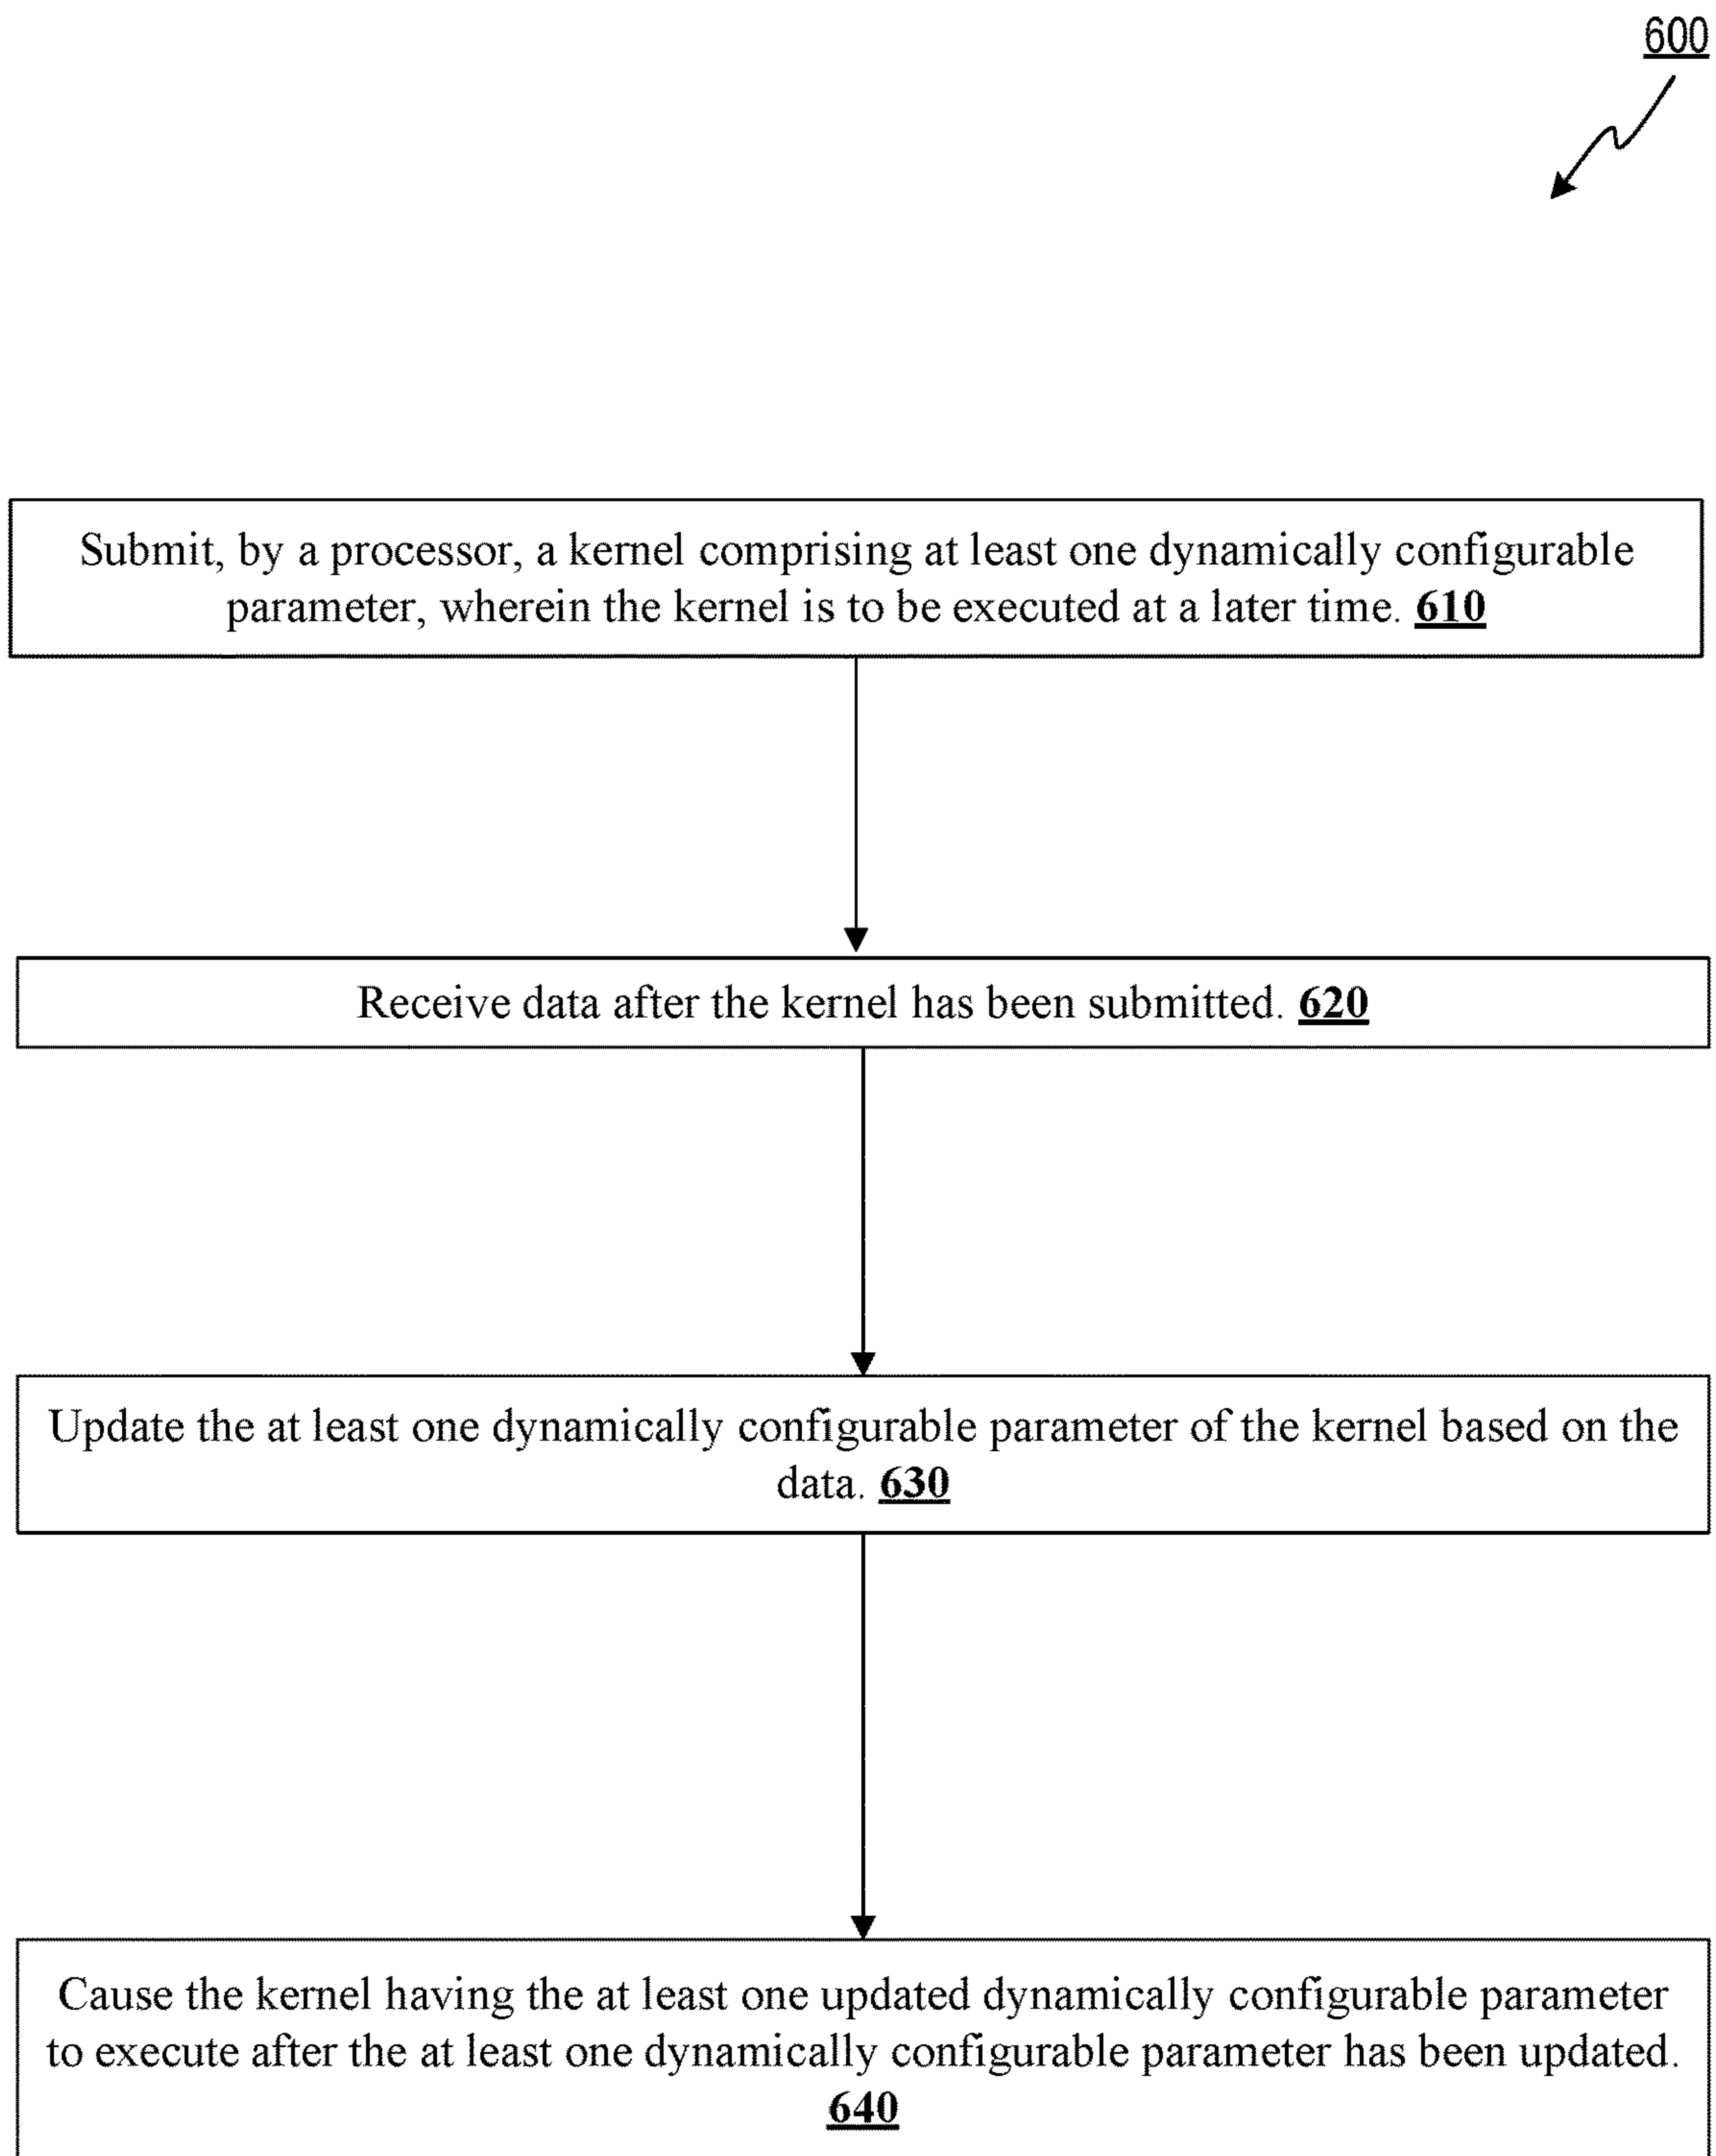 600
Submit, by a processor, a kernel comprising at least one dynamically configurable
parameter, wherein the kernel is to be executed at a later time. 610
Receive data after the kernel has been submitted. 620
Update the at least one dynamically configurable parameter of the kernel based on the
data. 630
Cause the kernel having the at least one updated dynamically configurable parameter
to execute after the at least one dynamically configurable parameter has been updated.
640